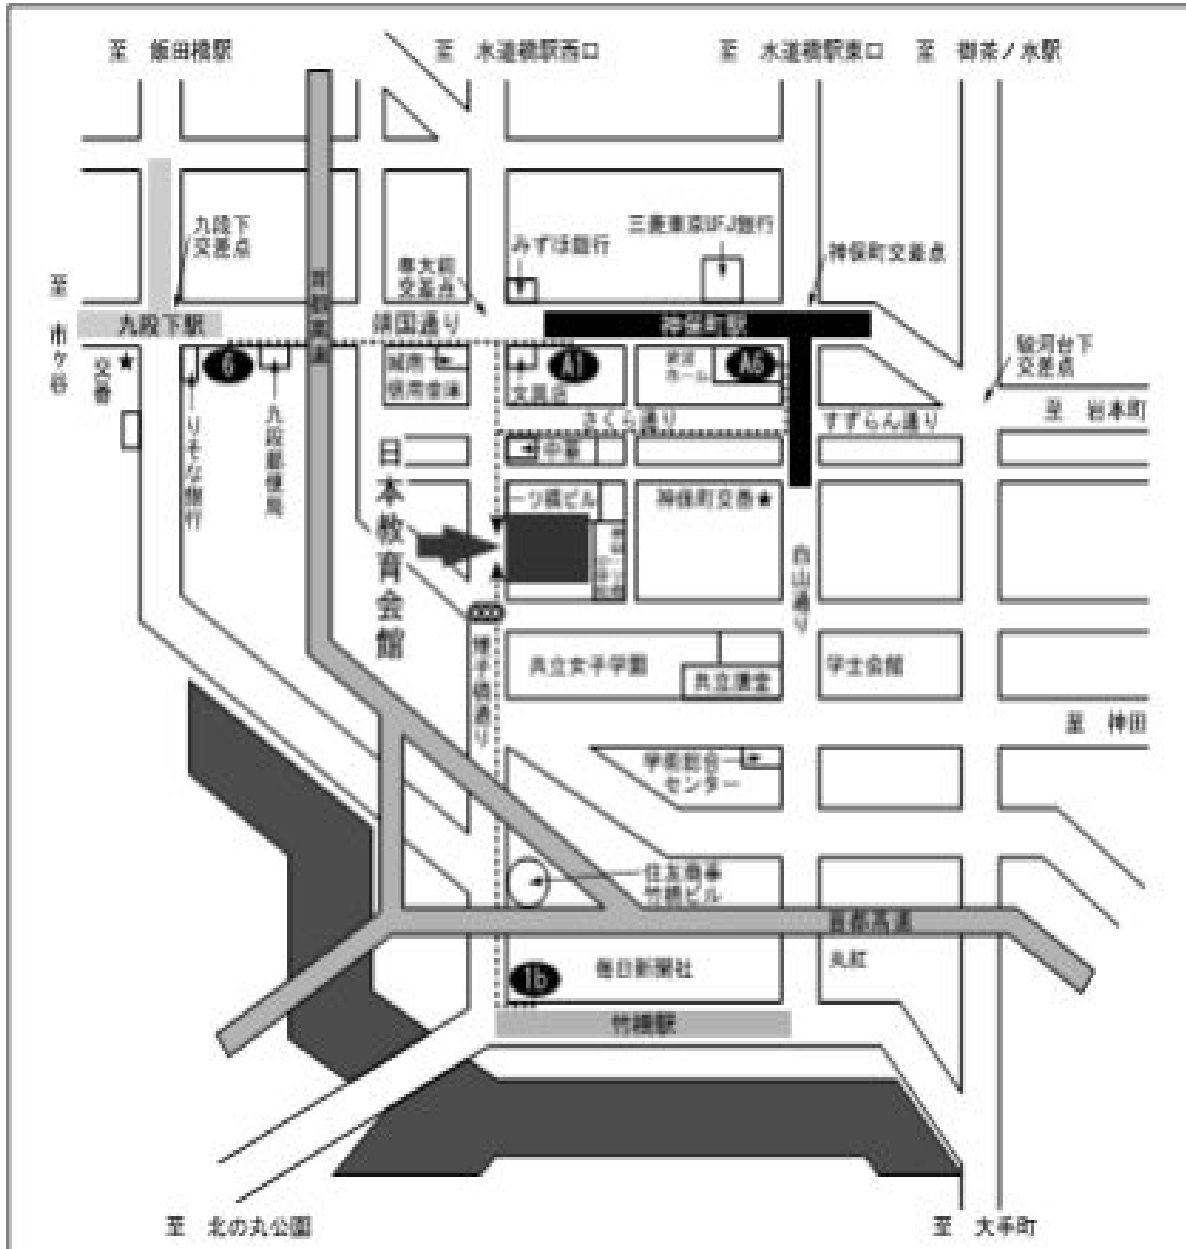 至 飯田橋駅
至 水道橋駅西口
至 水道橋駅東口
至 御茶ノ水駅
九段下
交差点
みずほ銀行
三菱東京UFJ銀行
神保町交差点
専大前
交差点
至 市ヶ谷
九段下駅
靖国通り
神保町駅
駿河台下
交差点
交番
★
6
城南
信用金庫
文具店
A1
岩波
ホール
A6
至 岩本町
さくら通り
すずらん通り
りそな銀行
九段郵便局
日本教育会館
中華
一ツ橋ビル
神保町交番★
白山通り
共立女子学園
共立講堂
学士会館
至 神田
学術総合
センター
住友商事
竹橋ビル
首都高速
丸紅
毎日新聞社
1b
竹橋駅
至 北の丸公園
至 大手町